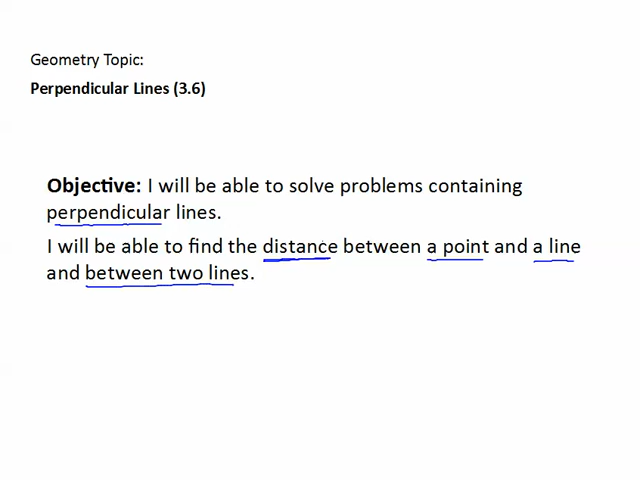 Geometry Topic:
Perpendicular Lines (3.6)
Objective: I will be able to solve problems containing
perpendicular lines.
I will be able to find the distance between a point and a line
and between two lines.